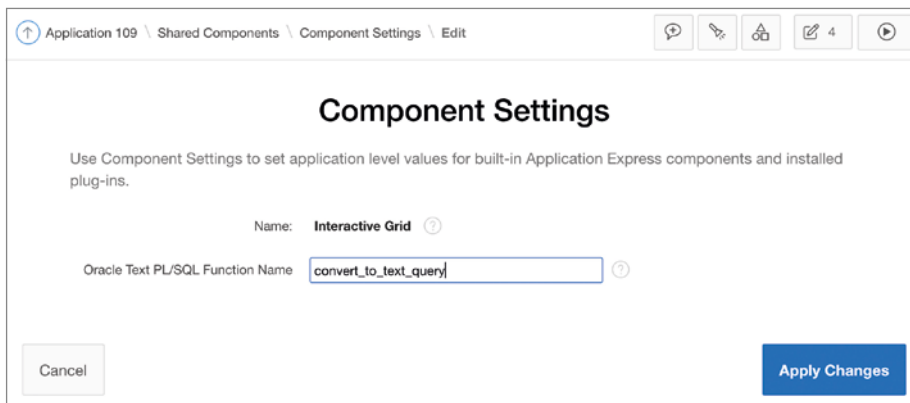 Application 109 \ Shared Components \ Component Settings \ Edit
4
Component Settings
Use Component Settings to set application level values for built-in Application Express components and installed
plug-ins.
Name: Interactive Grid ?
Oracle Text PL/SQL Function Name convert_to_text_query ?
Cancel Apply Changes